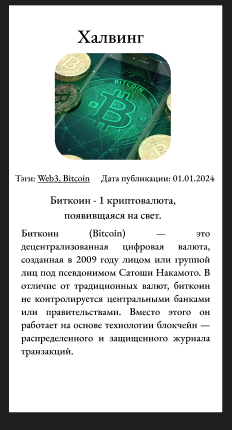 Халвинг
BITCOIN
Тэги: Web3, Bitcoin Дата публикации: 01.01.2024
Биткоин - 1 криптовалюта,
появившаяся на свет.
Биткоин (Bitcoin) — это
децентрализованная цифровая валюта,
созданная в 2009 году лицом или группой
лиц под псевдонимом Сатоши Накамото. В
отличие от традиционных валют, биткоин
не контролируется центральными банками
или правительствами. Вместо этого он
работает на основе технологии блокчейн —
распределенного и защищенного журнала
транзакций.